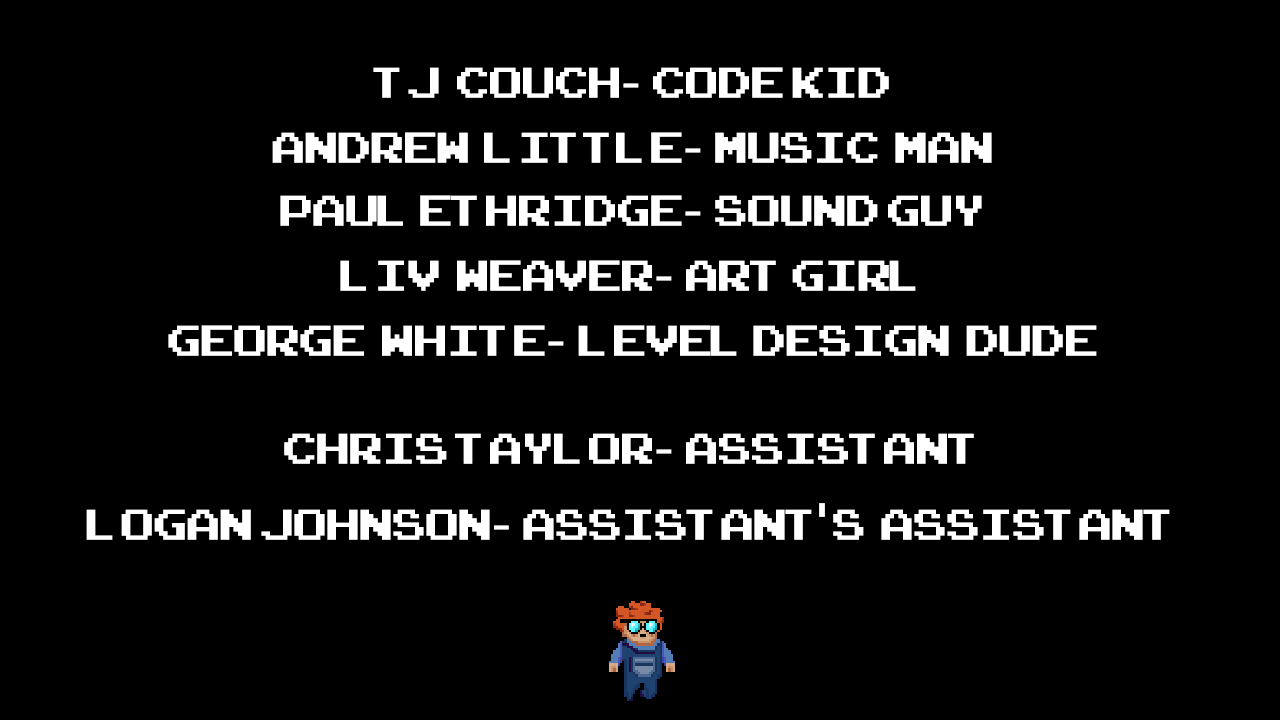 TJ COUCH- CODE KID
ANDREW LITTLE- MUSIC MAN
PAUL ETHRIDGE- SOUND GUY
LIV WEAVER- ART GIRL
GEORGE WHITE- LEVEL DESIGN DUDE
CHRIS TAYLOR- ASSISTANT
LOGAN JOHNSON- ASSISTANT'S ASSISTANT